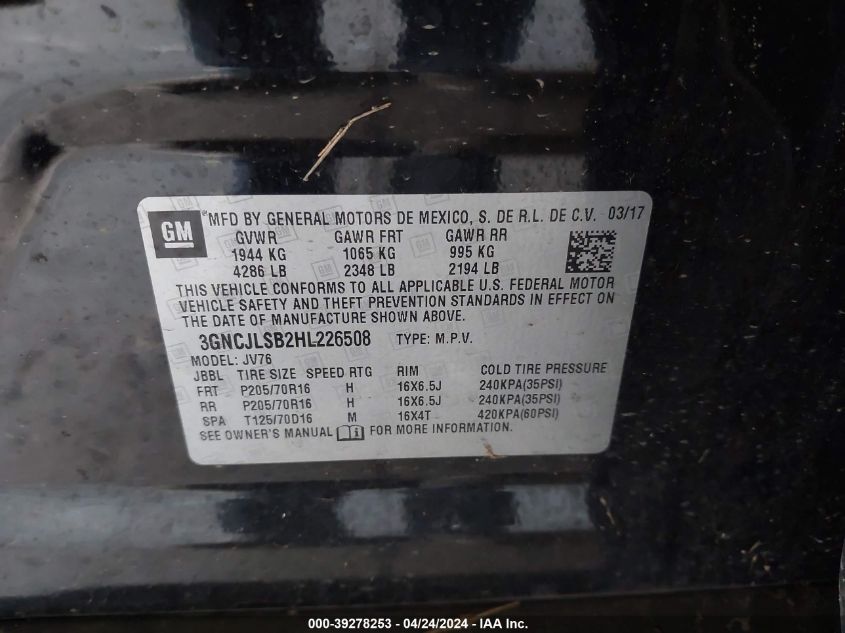 GM MFD BY GENERAL MOTORS DE MEXICO, S. DE R.L. DE C.V. 03/17
GVWR GAWR FRT GAWR RR
1944 KG 1065 KG 995 KG
4286 LB 2348 LB 2194 LB
THIS VEHICLE CONFORMS TO ALL APPLICABLE U.S. FEDERAL MOTOR
VEHICLE SAFETY AND THEFT PREVENTION STANDARDS IN EFFECT ON
THE DATE OF MANUFACTURE SHOWN ABOVE.
3GNCJLSB2HL226508 TYPE: M.P.V.
MODEL: JV76
JBBL TIRE SIZE SPEED RTG RIM COLD TIRE PRESSURE
FRT P205/70R16 H 16X6.5J 240KPA(35PSI)
RR P205/70R16 H 16X6.5J 240KPA(35PSI)
SPA T125/70D16 M 16X4T 420KPA(60PSI)
SEE OWNER'S MANUAL FOR MORE INFORMATION.
000-39278253 - 04/24/2024 - IAAI.com.